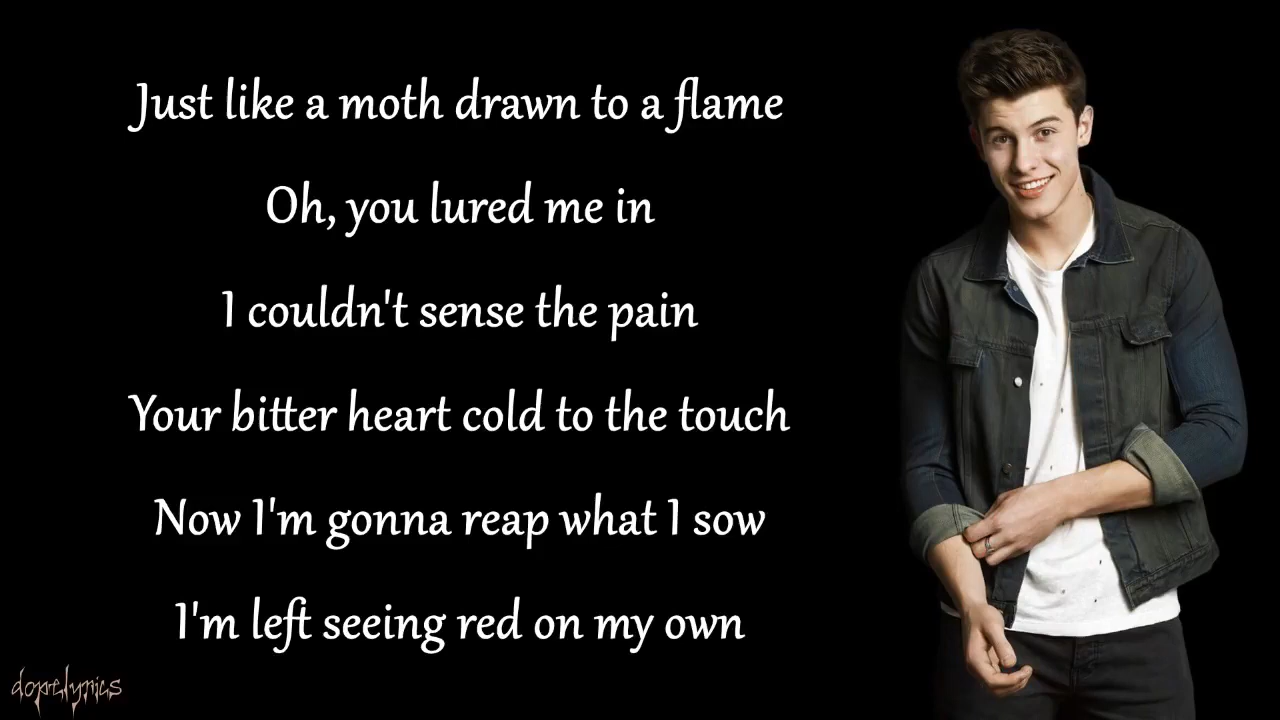 Just like a moth drawn to a flame
Oh, you lured me in
I couldn't sense the pain
Your bitter heart cold to the touch
Now I'm gonna reap what I sow
I'm left seeing red on my own
dopelyrics